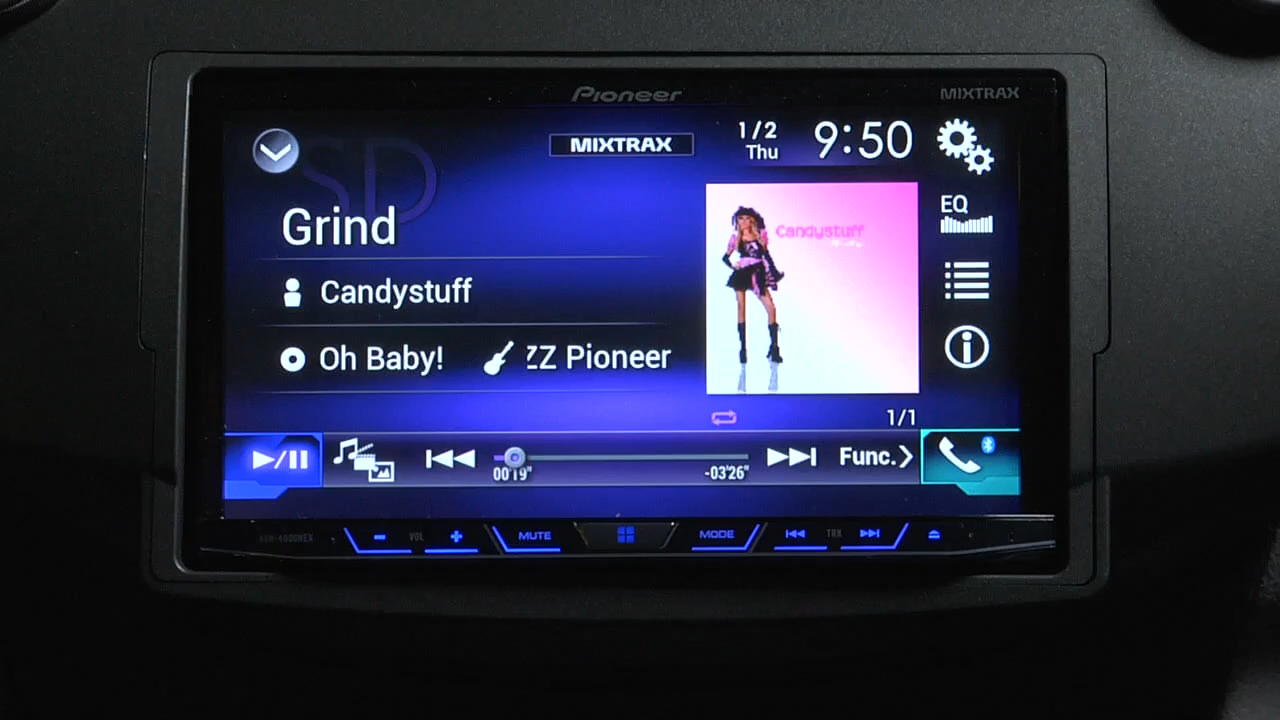 Pioneer
MIXTRAX
SD
MIXTRAX
1/2
Thu
9:50
Grind
EQ
Candystuff
Candystuff
Oh Baby!
ZZ Pioneer
1/1
00'19"
-03'26"
Func.
VOL
MUTE
MODE
TRK